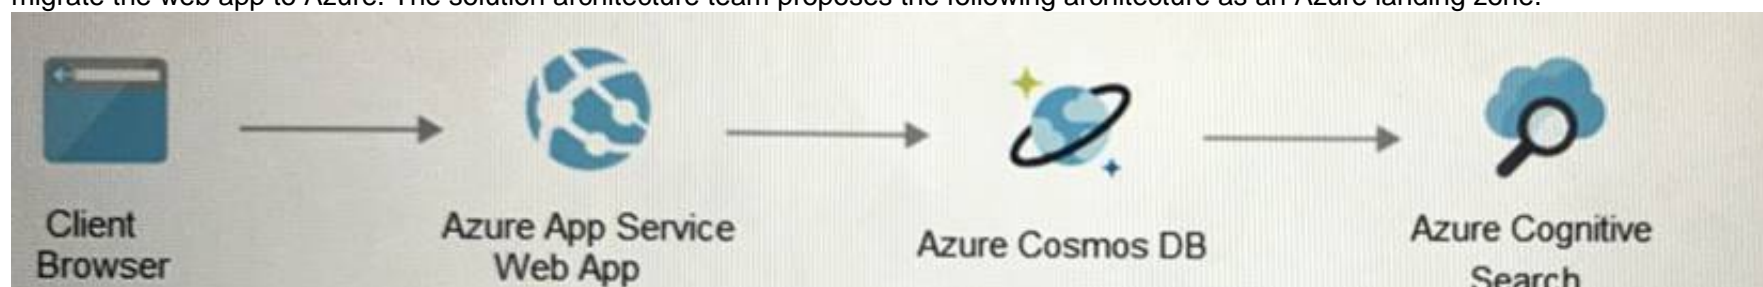 migrate the web app to Azure. The solution architecture team proposes the following architecture as an Azure landing zone:
Client
Browser
Azure App Service
Web App
Azure Cosmos DB
Azure Cognitive
Search